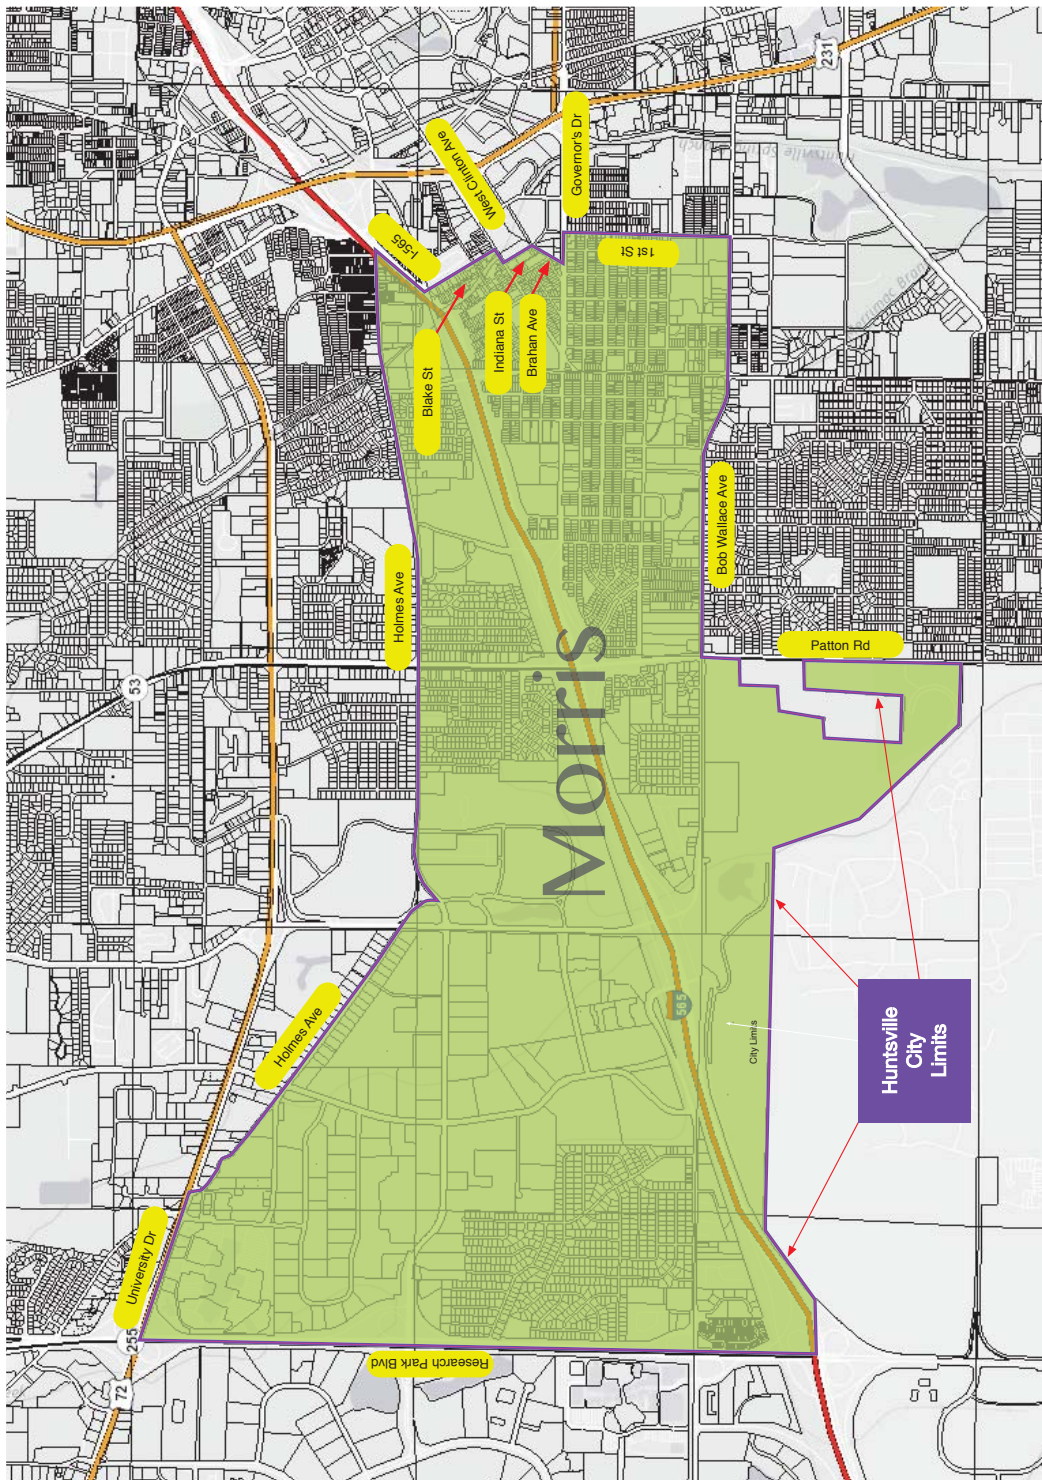 231
Governor's Dr
West Clinton Ave
I-565
1st St
Blake St
Indiana St
Brahan Ave
Holmes Ave
Bob Wallace Ave
Patton Rd
53
Morris
Holmes Ave
565
City Limits
Huntsville
City
Limits
University Dr
255
72
Research Park Blvd